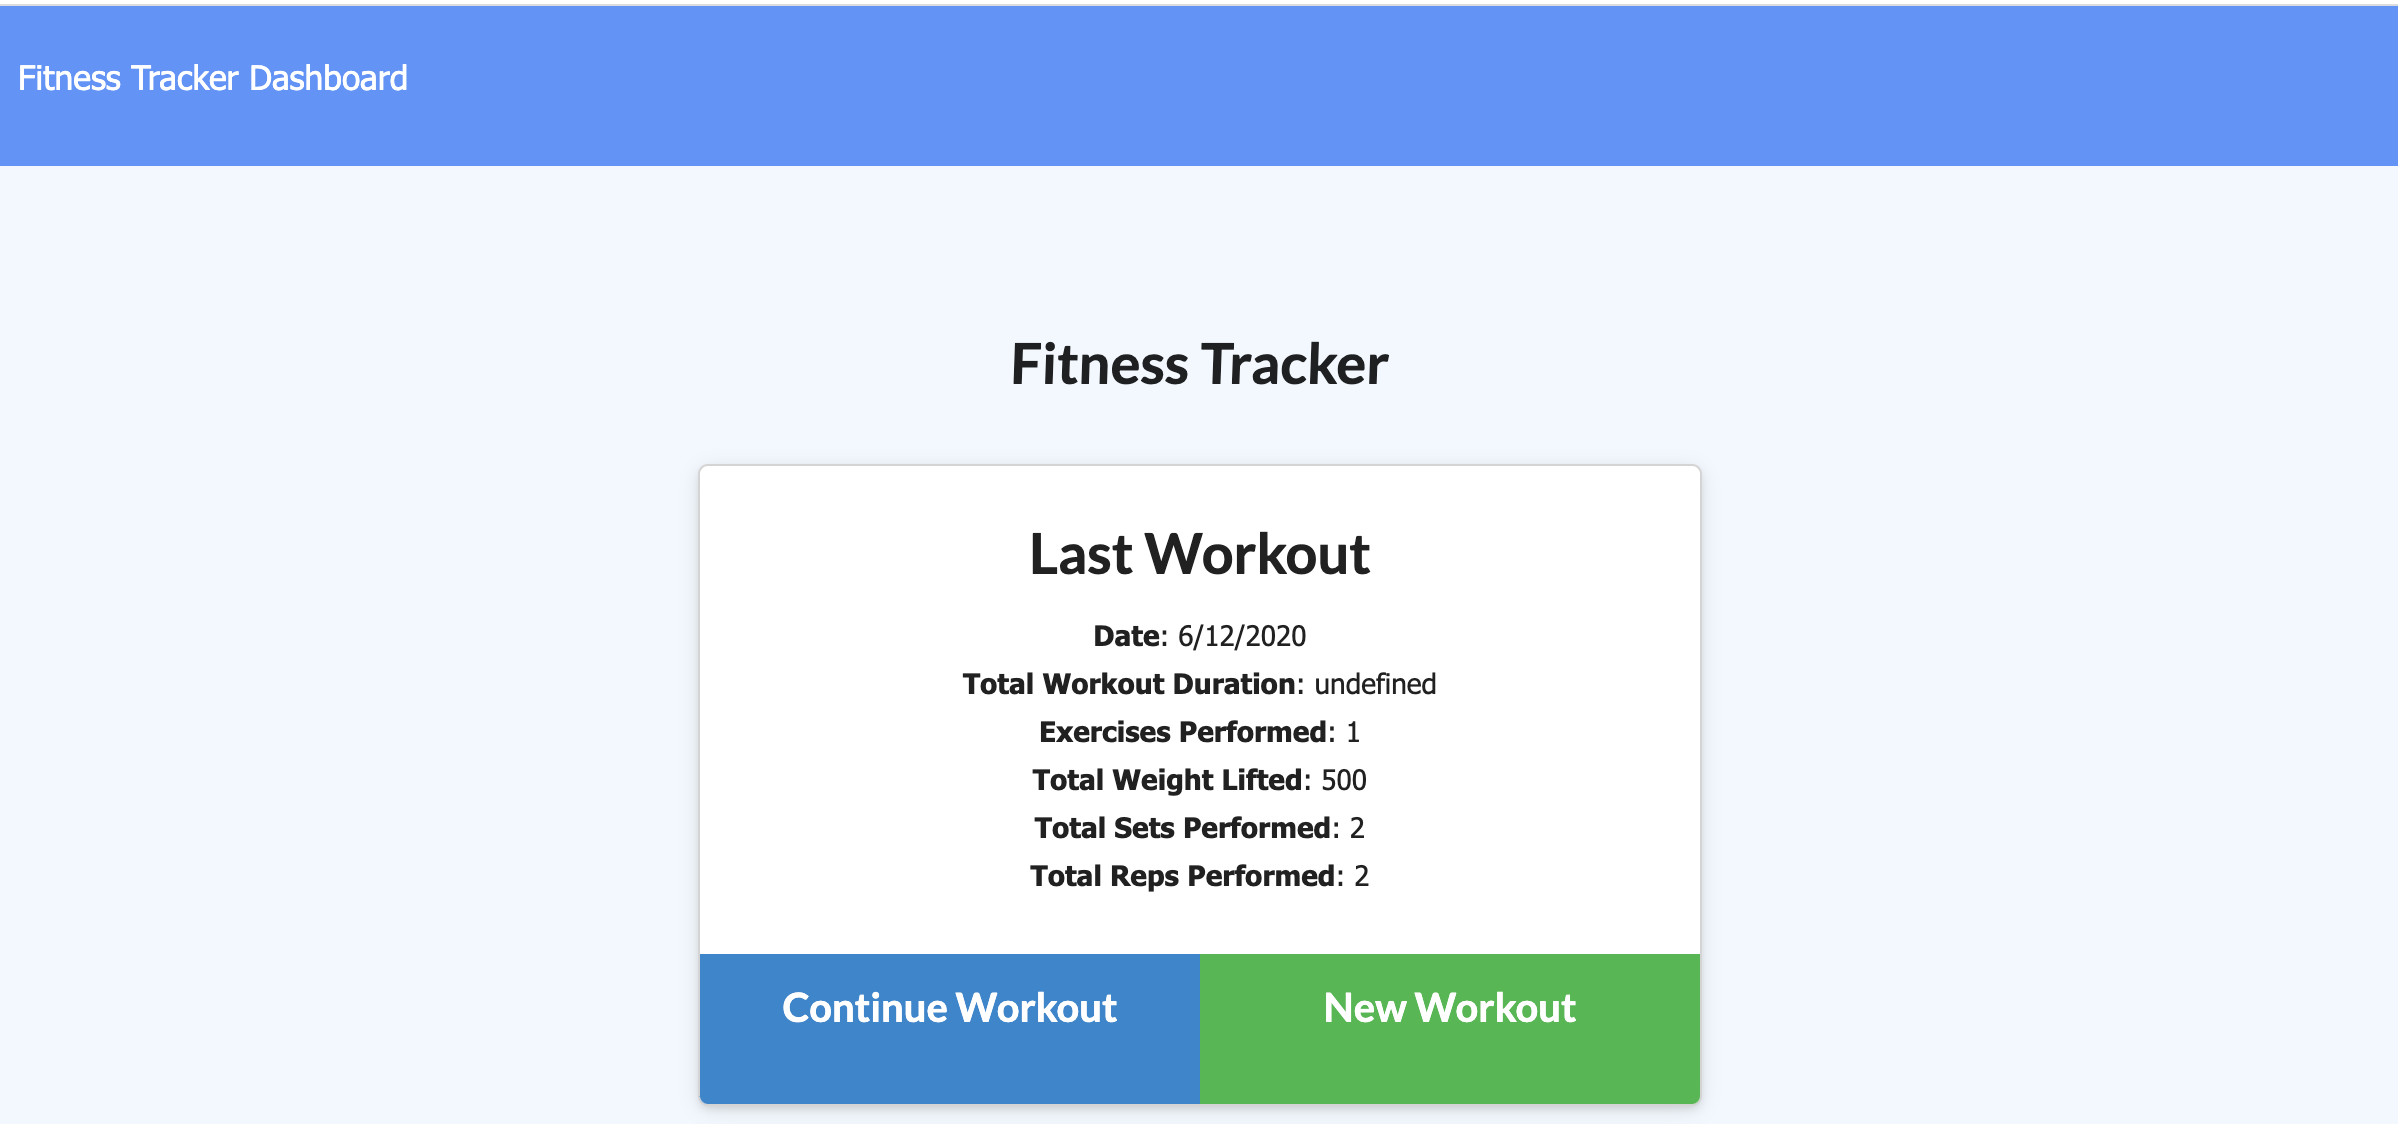 Fitness Tracker Dashboard
Fitness Tracker
Last Workout
Date: 6/12/2020
Total Workout Duration: undefined
Exercises Performed: 1
Total Weight Lifted: 500
Total Sets Performed: 2
Total Reps Performed: 2
Continue Workout
New Workout